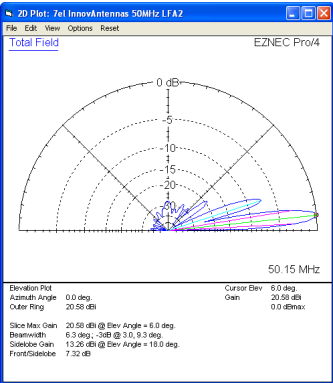 2D Plot: 7el InnovAntennas 50MHz LFA2
File Edit View Options Reset
Total Field
EZNEC Pro/4
0 dB
-5
-10
-15
-20
-30
50.15 MHz
Elevation Plot
Azimuth Angle 0.0 deg.
Outer Ring 20.58 dBi
Cursor Elev 6.0 deg.
Gain 20.58 dBi
0.0 dBmax
Slice Max Gain 20.58 dBi @ Elev Angle = 6.0 deg.
Beamwidth 6.3 deg.; -3dB @ 3.0, 9.3 deg.
Sidelobe Gain 13.26 dBi @ Elev Angle = 18.0 deg.
Front/Sidelobe 7.32 dB